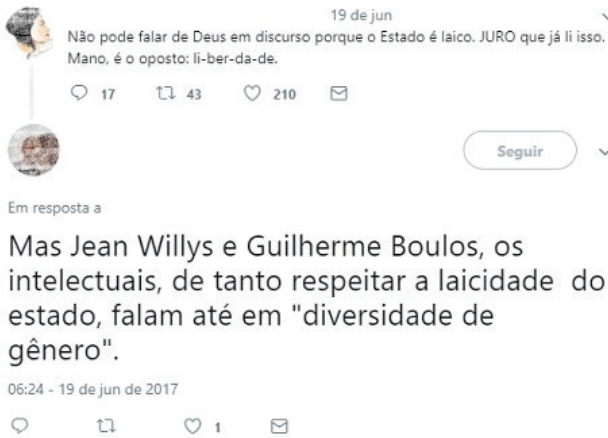 19 de jun
Não pode falar de Deus em discurso porque o Estado é laico. JURO que já li isso.
Mano, é o oposto: li-ber-da-de.
17 43 210
Seguir
Em resposta a
Mas Jean Willys e Guilherme Boulos, os
intelectuais, de tanto respeitar a laicidade do
estado, falam até em "diversidade de
gênero".
06:24 - 19 de jun de 2017
1